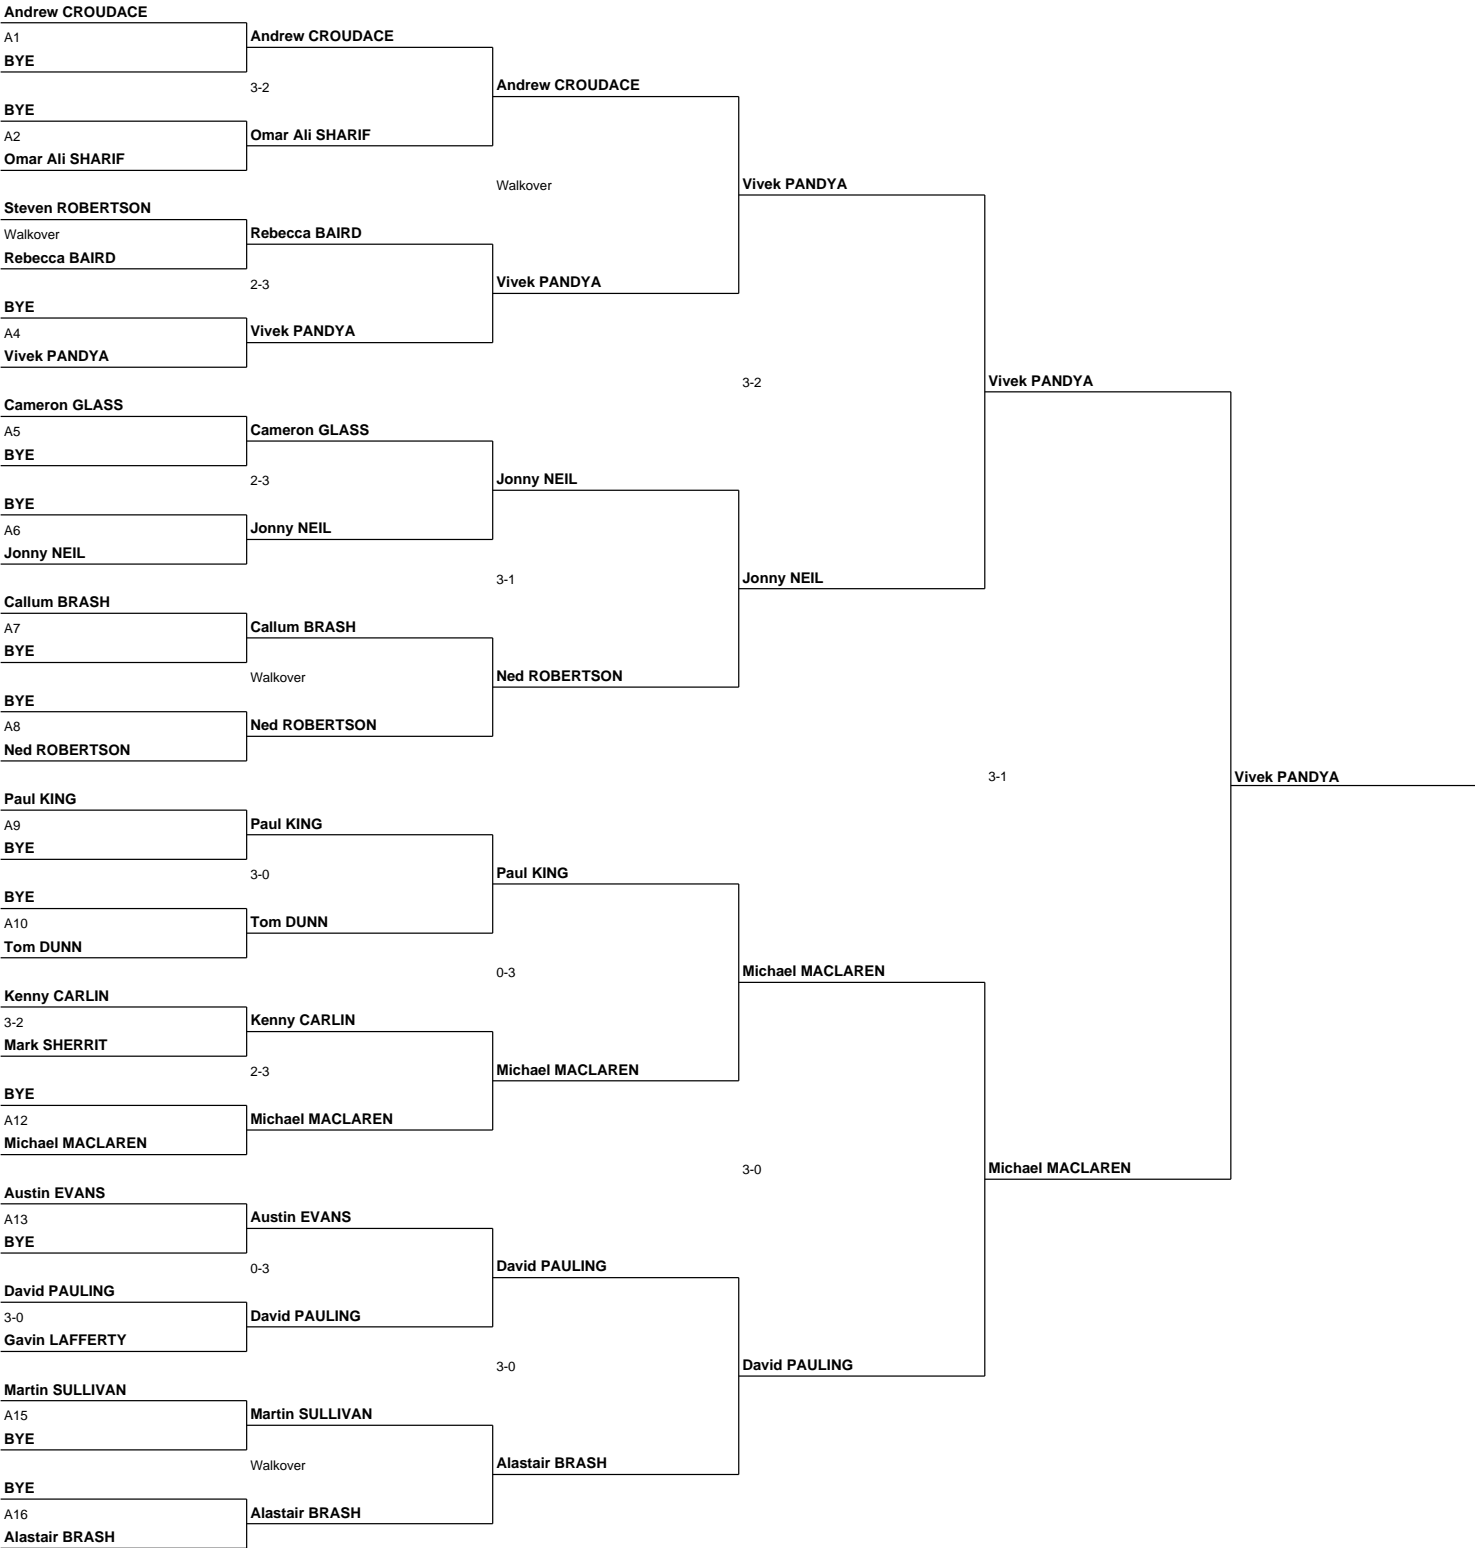 Andrew CROUDACE
A1
BYE
BYE
A2
Omar Ali SHARIF
Steven ROBERTSON
Walkover
Rebecca BAIRD
BYE
A4
Vivek PANDYA
Cameron GLASS
A5
BYE
BYE
A6
Jonny NEIL
Callum BRASH
A7
BYE
BYE
A8
Ned ROBERTSON
Paul KING
A9
BYE
BYE
A10
Tom DUNN
Kenny CARLIN
3-2
Mark SHERRIT
BYE
A12
Michael MACLAREN
Austin EVANS
A13
BYE
David PAULING
3-0
Gavin LAFFERTY
Martin SULLIVAN
A15
BYE
BYE
A16
Alastair BRASH
Andrew CROUDACE
3-2
Omar Ali SHARIF
Rebecca BAIRD
2-3
Vivek PANDYA
Cameron GLASS
2-3
Jonny NEIL
Callum BRASH
Walkover
Ned ROBERTSON
Paul KING
3-0
Tom DUNN
Kenny CARLIN
2-3
Michael MACLAREN
Austin EVANS
0-3
David PAULING
Martin SULLIVAN
Walkover
Alastair BRASH
Andrew CROUDACE
Walkover
Vivek PANDYA
Jonny NEIL
3-1
Ned ROBERTSON
Paul KING
0-3
Michael MACLAREN
David PAULING
3-0
Alastair BRASH
Vivek PANDYA
3-2
Jonny NEIL
Michael MACLAREN
3-0
David PAULING
Vivek PANDYA
3-1
Michael MACLAREN
Vivek PANDYA